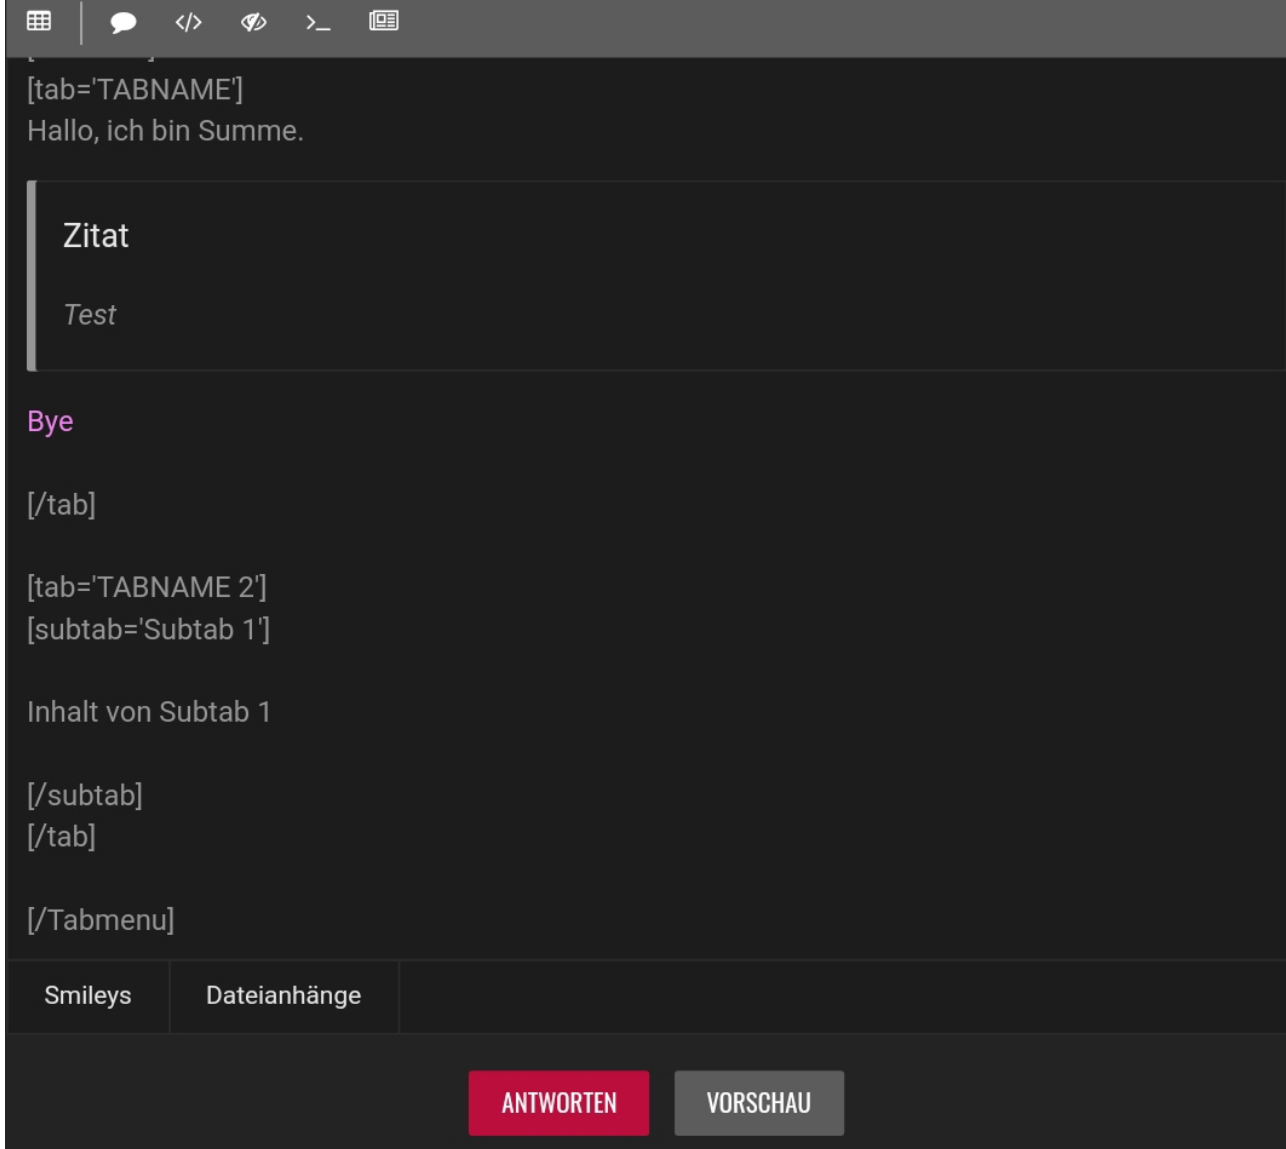 [tab='TABNAME']
Hallo, ich bin Summe.
Zitat
Test
Bye
[/tab]
[tab='TABNAME 2']
[subtab='Subtab 1']
Inhalt von Subtab 1
[/subtab]
[/tab]
[/Tabmenu]
Smileys
Dateianhänge
ANTWORTEN
VORSCHAU